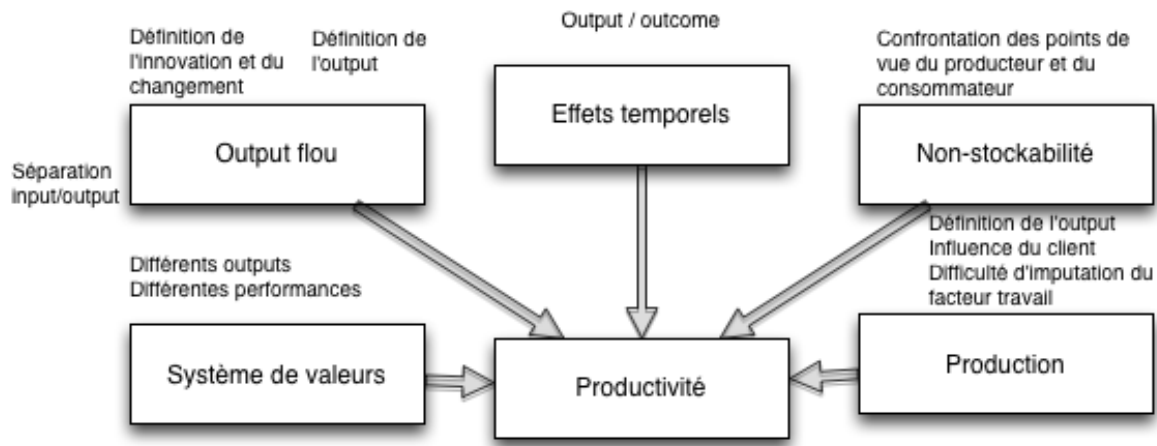 Output / outcome
Définition de
l'innovation et du
changement
Définition de
l'output
Confrontation des points de
vue du producteur et du
consommateur
Output flou
Effets temporels
Non-stockabilité
Séparation
input/output
Différents outputs
Différentes performances
Définition de l'output
Influence du client
Difficulté d'imputation du
facteur travail
Système de valeurs
Productivité
Production